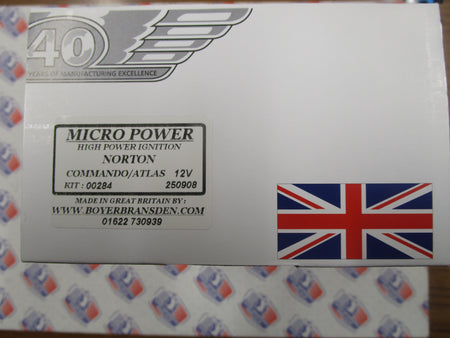 40
YEARS OF MANUFACTURING EXCELLENCE
MICRO POWER
HIGH POWER IGNITION
NORTON
COMMANDO/ATLAS 12V
KIT: 00284 250908
MADE IN GREAT BRITAIN BY:
WWW.BOYERBRANSDEN.COM
01622 730939